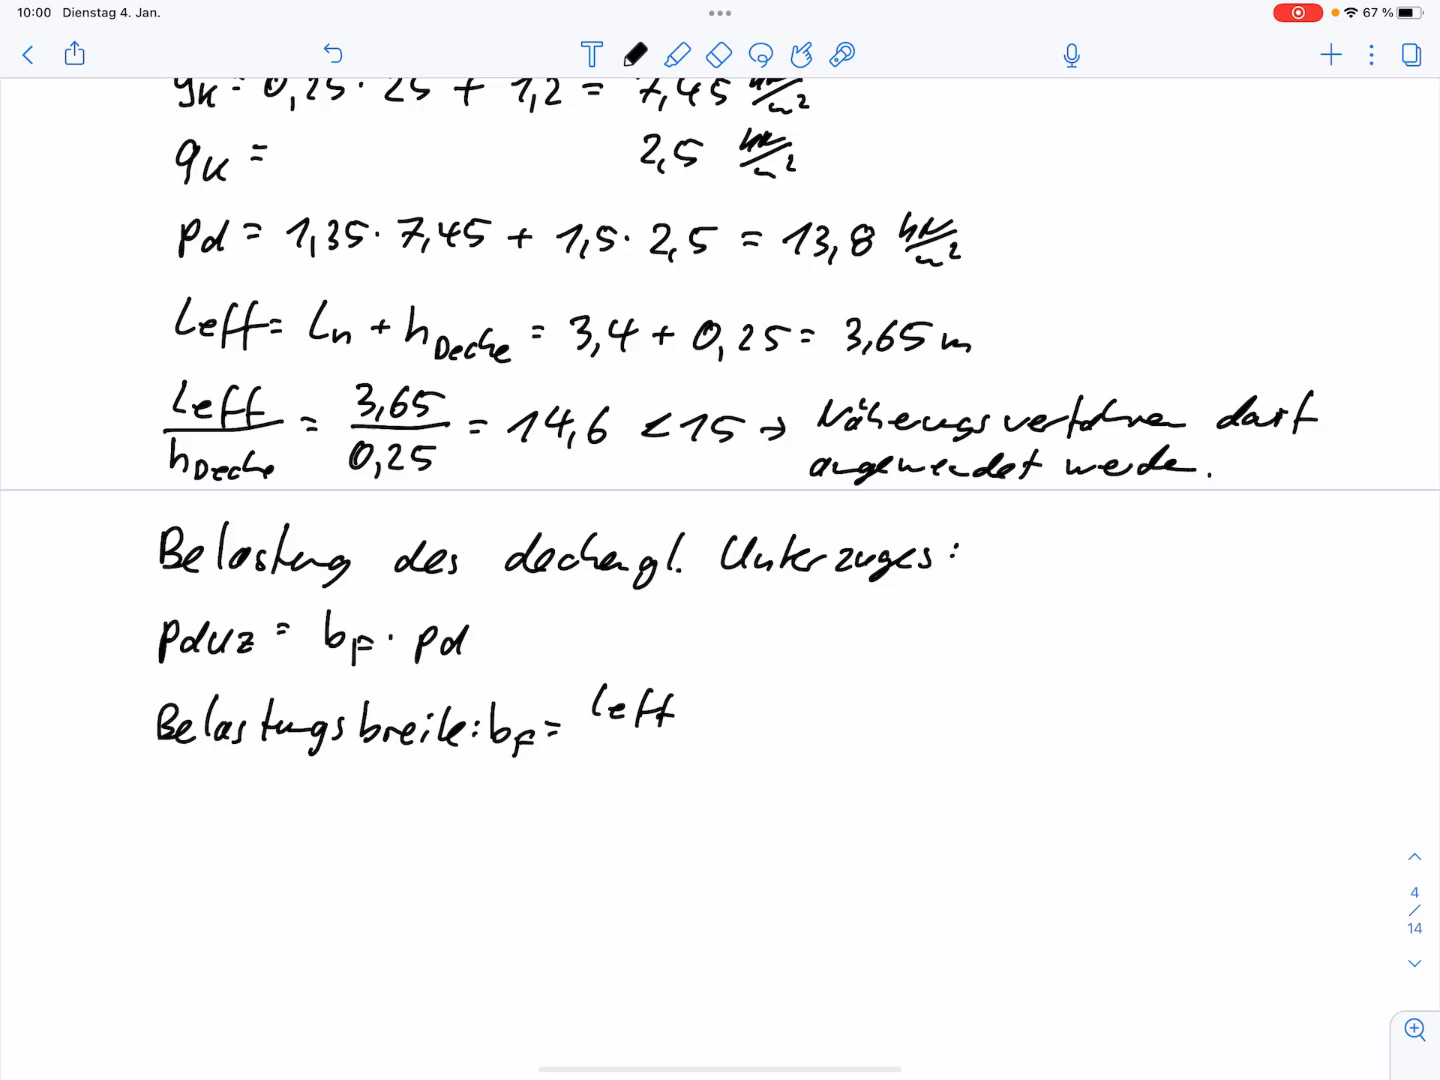 10:00 Dienstag 4. Jan.
67 %
gk = 0,25 · 25 + 1,2 = 7,45 kN/m²
qk = 2,5 kN/m²
pd = 1,35 · 7,45 + 1,5 · 2,5 = 13,8 kN/m²
Leff = Ln + hDecke = 3,4 + 0,25 = 3,65 m
Leff/hDecke = 3,65/0,25 = 14,6 < 15 → Näherungsverfahren darf
angewendet werden.
Belastung des deckengl. Unterzuges:
pduz = bF · pd
Belastungsbreite: bF = leff
4
/
14